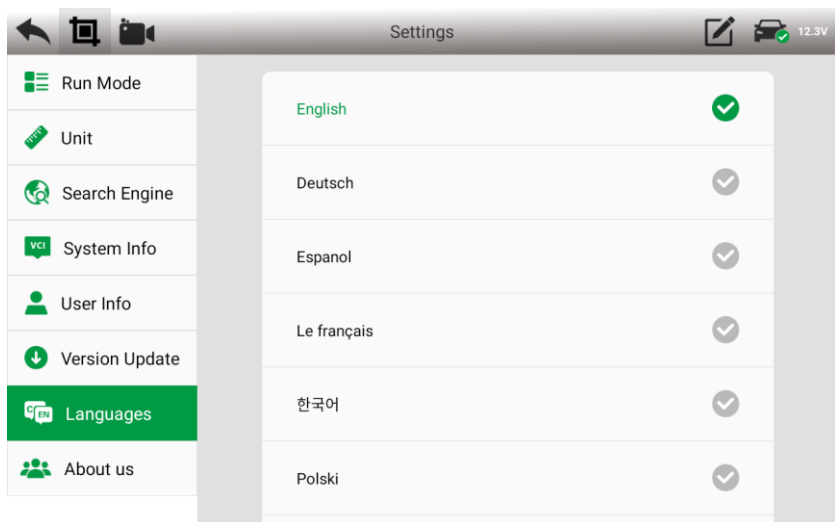 Settings
12.3V
Run Mode
Unit
Search Engine
VCI
System Info
User Info
Version Update
C EN
Languages
About us
English
Deutsch
Espanol
Le français
한국어
Polski